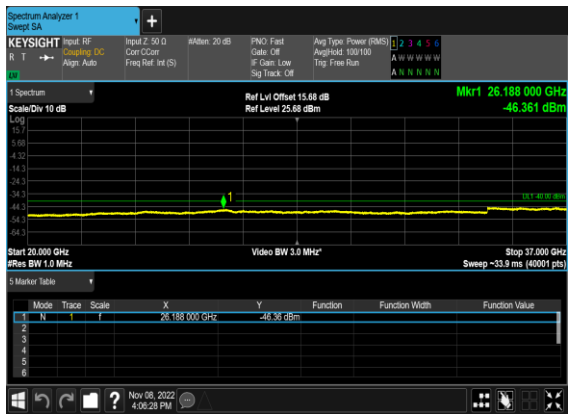 Spectrum Analyzer 1
Swept SA
KEYSIGHT
R T
Input: RF
Coupling: DC
Align: Auto
Input Z: 50 Ω
Corr CCorr
Freq Ref: Int (S)
#Atten: 20 dB
PNO: Fast
Gate: Off
IF Gain: Low
Sig Track: Off
Avg Type: Power (RMS)
Avg|Hold: 100/100
Trig: Free Run
1 2 3 4 5 6
A W W W W W
A N N N N N
1 Spectrum
Scale/Div 10 dB
Ref Lvl Offset 15.68 dB
Ref Level 25.68 dBm
Mkr1 26.188 000 GHz
-46.361 dBm
Log
15.7
5.68
-4.32
-14.3
-24.3
-34.3
-44.3
-54.3
-64.3
1
DL1 -40.00 dBm
Start 20.000 GHz
#Res BW 1.0 MHz
Video BW 3.0 MHz*
Stop 37.000 GHz
Sweep ~33.9 ms (40001 pts)
5 Marker Table
Mode Trace Scale X Y Function Function Width Function Value
1 N 1 f 26.188 000 GHz -46.36 dBm
2
3
4
5
6
Nov 08, 2022
4:06:28 PM